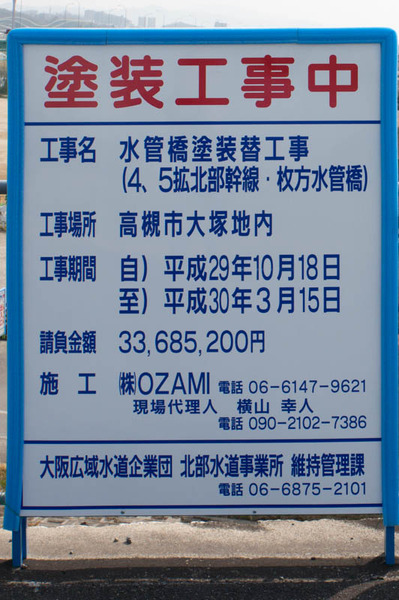 塗装工事中
工事名 水管橋塗装替工事
(4、5拡北部幹線・枚方水管橋)
工事場所 高槻市大塚地内
工事期間 自) 平成29年10月18日
至) 平成30年3月15日
請負金額 33,685,200円
施工 ㈱OZAMI 電話 06-6147-9621
現場代理人 横山 幸人
電話 090-2102-7386
大阪広域水道企業団 北部水道事業所 維持管理課
電話 06-6875-2101